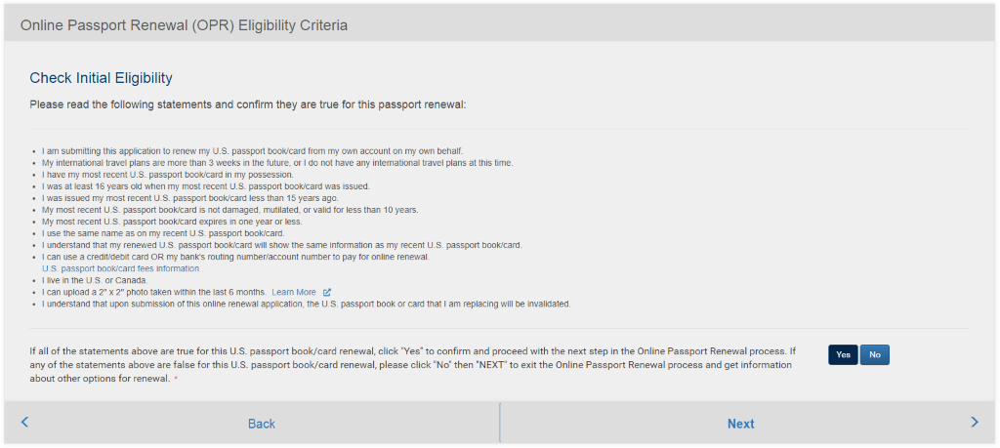 Online Passport Renewal (OPR) Eligibility Criteria
Check Initial Eligibility
Please read the following statements and confirm they are true for this passport renewal:
• I am submitting this application to renew my U.S. passport book/card from my own account on my own behalf.
• My international travel plans are more than 3 weeks in the future, or I do not have any international travel plans at this time.
• I have my most recent U.S. passport book/card in my possession.
• I was at least 16 years old when my most recent U.S. passport book/card was issued.
• I was issued my most recent U.S. passport book/card less than 15 years ago.
• My most recent U.S. passport book/card is not damaged, mutilated, or valid for less than 10 years.
• My most recent U.S. passport book/card expires in one year or less.
• I use the same name as on my recent U.S. passport book/card.
• I understand that my renewed U.S. passport book/card will show the same information as my recent U.S. passport book/card.
• I can use a credit/debit card OR my bank's routing number/account number to pay for online renewal.
U.S. passport book/card fees information
• I live in the U.S. or Canada.
• I can upload a 2" x 2" photo taken within the last 6 months. Learn More
• I understand that upon submission of this online renewal application, the U.S. passport book or card that I am replacing will be invalidated.
If all of the statements above are true for this U.S. passport book/card renewal, click "Yes" to confirm and proceed with the next step in the Online Passport Renewal process. If
any of the statements above are false for this U.S. passport book/card renewal, please click "No" then "NEXT" to exit the Online Passport Renewal process and get information
about other options for renewal. *
Yes No
Back Next